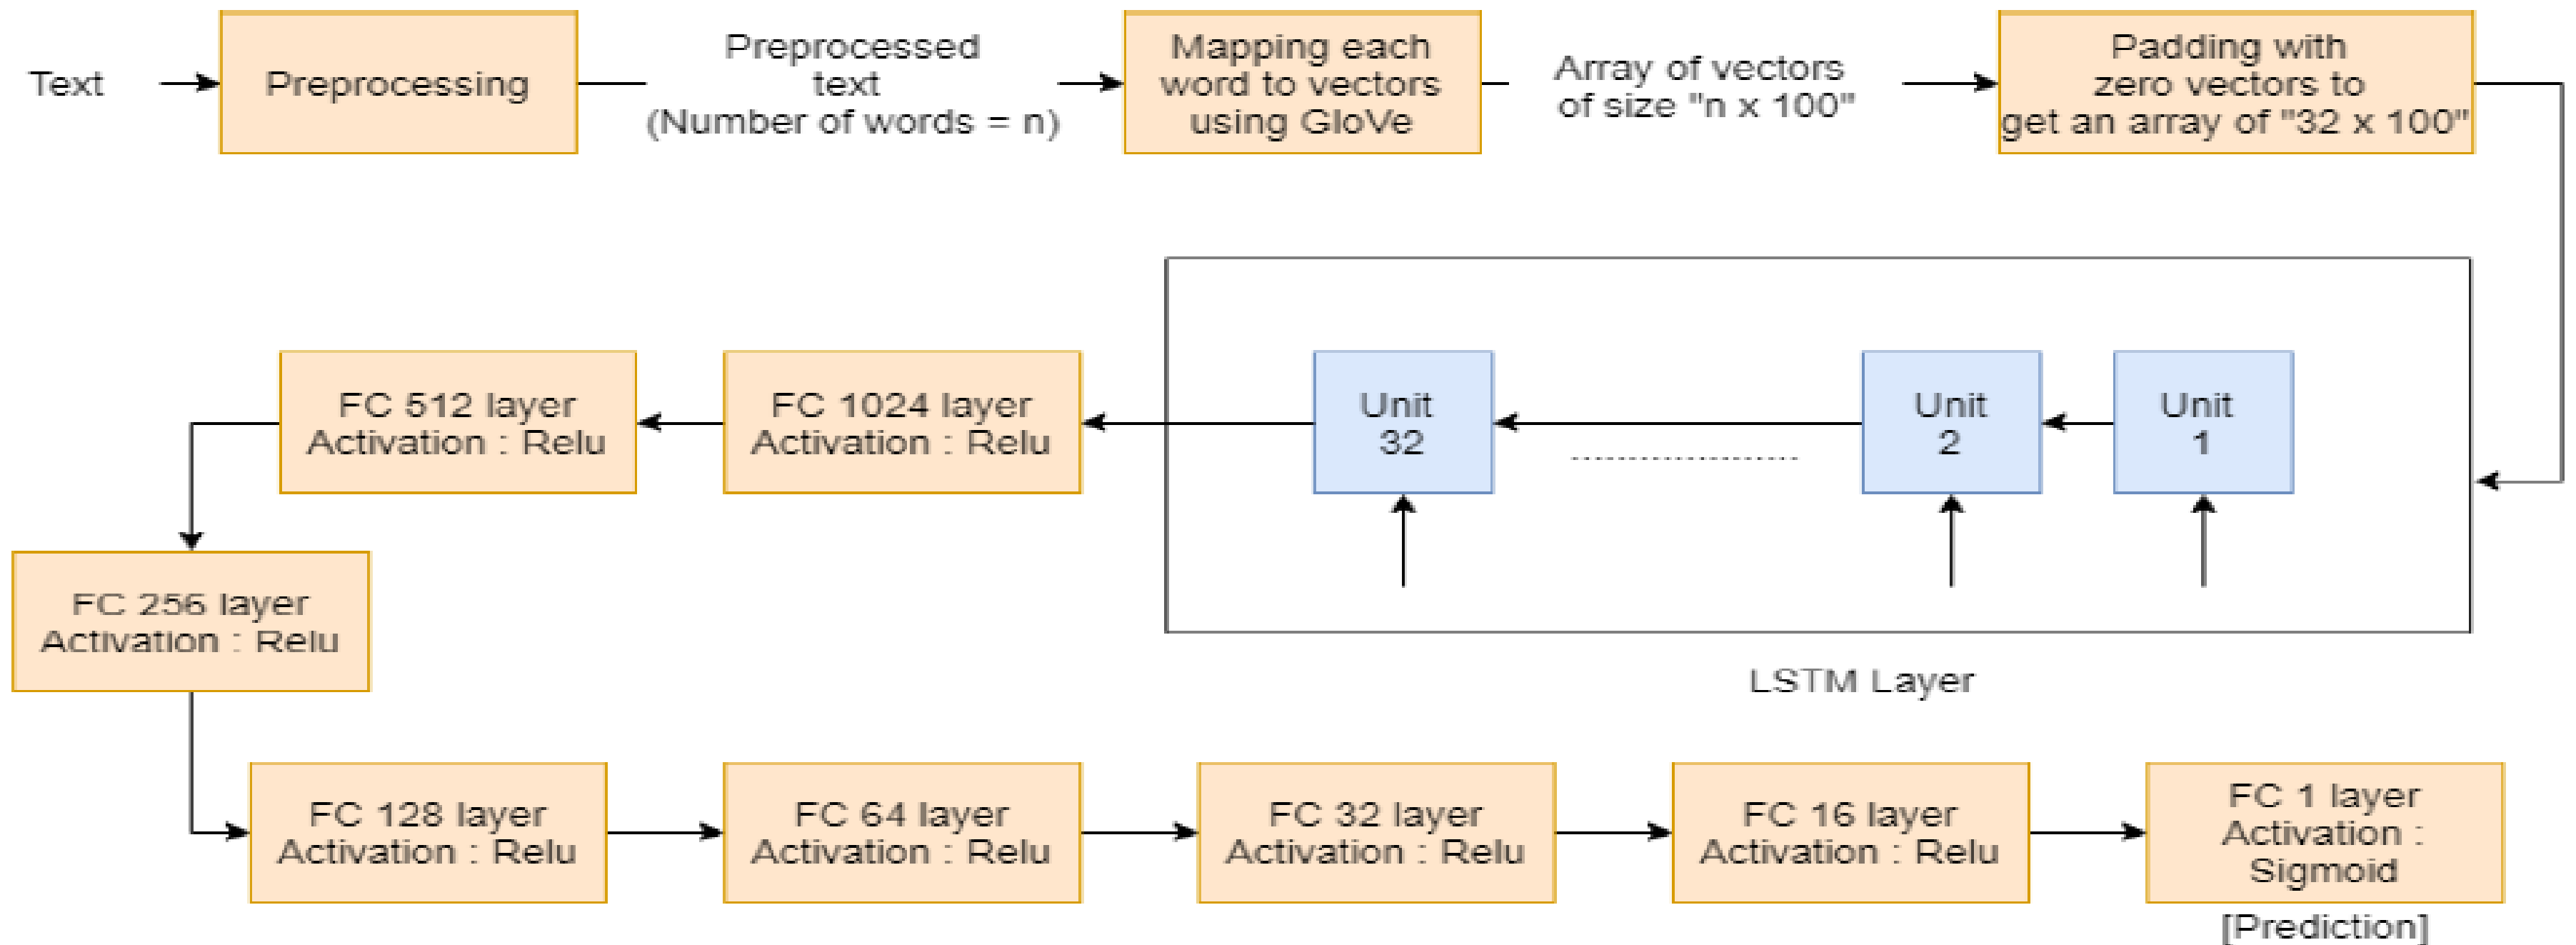 Text
Preprocessing
Preprocessed
text
(Number of words = n)
Mapping each
word to vectors
using GloVe
Array of vectors
of size "n x 100"
Padding with
zero vectors to
get an array of "32 x 100"
Unit
1
Unit
2
Unit
32
LSTM Layer
FC 1024 layer
Activation : Relu
FC 512 layer
Activation : Relu
FC 256 layer
Activation : Relu
FC 128 layer
Activation : Relu
FC 64 layer
Activation : Relu
FC 32 layer
Activation : Relu
FC 16 layer
Activation : Relu
FC 1 layer
Activation :
Sigmoid
[Prediction]